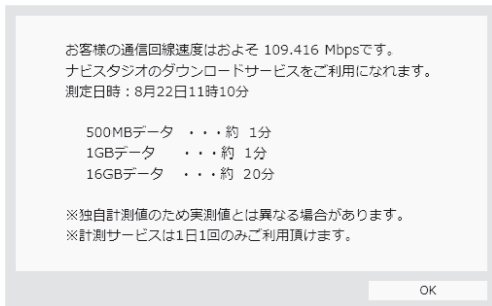 お客様の通信回線速度はおよそ 109.416 Mbpsです。
ナビスタジオのダウンロードサービスをご利用になれます。
測定日時：8月22日11時10分
500MBデータ ・・・約 1分
1GBデータ ・・・約 1分
16GBデータ ・・・約 20分
※独自計測値のため実測値とは異なる場合があります。
※計測サービスは1日1回のみご利用頂けます。
OK